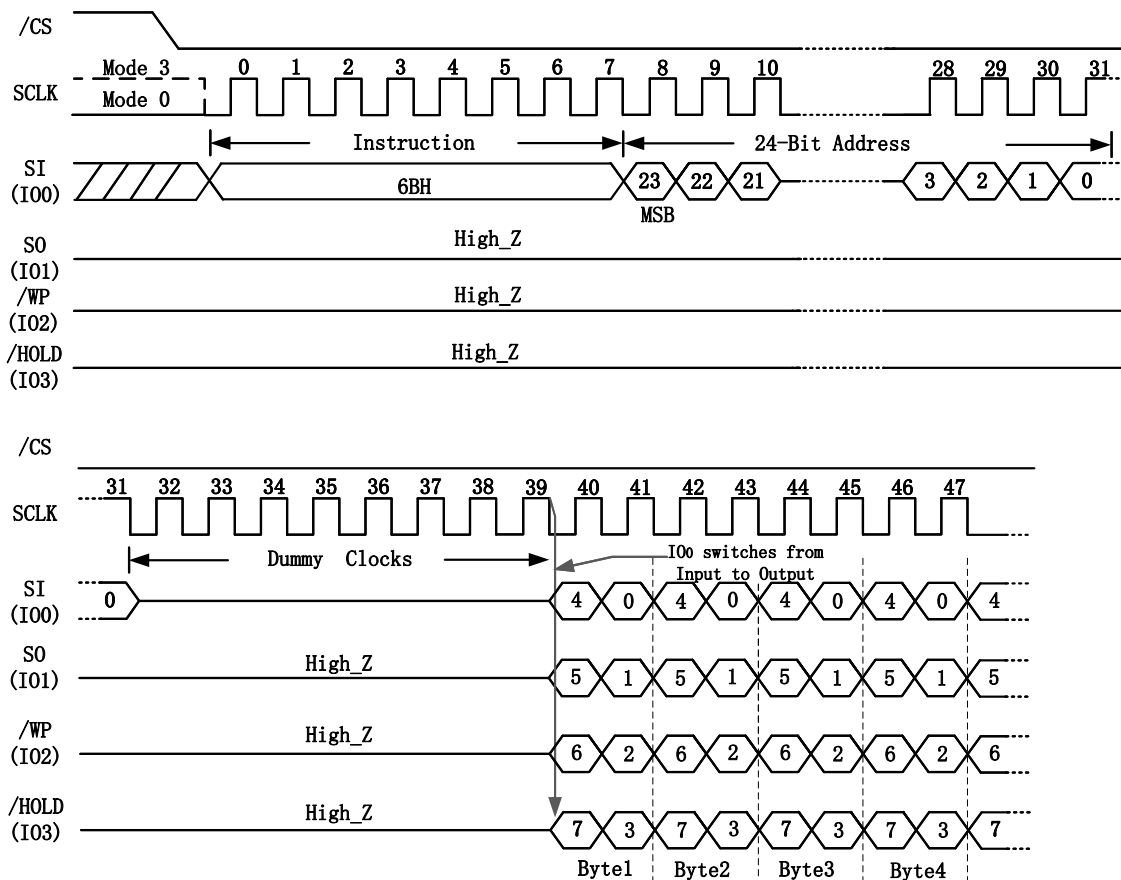 /CS
Mode 3
0 1 2 3 4 5 6 7 8 9 10 28 29 30 31
SCLK
Mode 0
Instruction
24-Bit Address
SI
(IO0)
6BH
23 22 21 3 2 1 0
MSB
SO
(IO1)
High_Z
/WP
(IO2)
High_Z
/HOLD
(IO3)
High_Z
/CS
31 32 33 34 35 36 37 38 39 40 41 42 43 44 45 46 47
SCLK
Dummy Clocks
IO0 switches from
Input to Output
SI
(IO0)
0 4 0 4 0 4 0 4 0 4
SO
(IO1)
High_Z
5 1 5 1 5 1 5 1 5
/WP
(IO2)
High_Z
6 2 6 2 6 2 6 2 6
/HOLD
(IO3)
High_Z
7 3 7 3 7 3 7 3 7
Byte1 Byte2 Byte3 Byte4